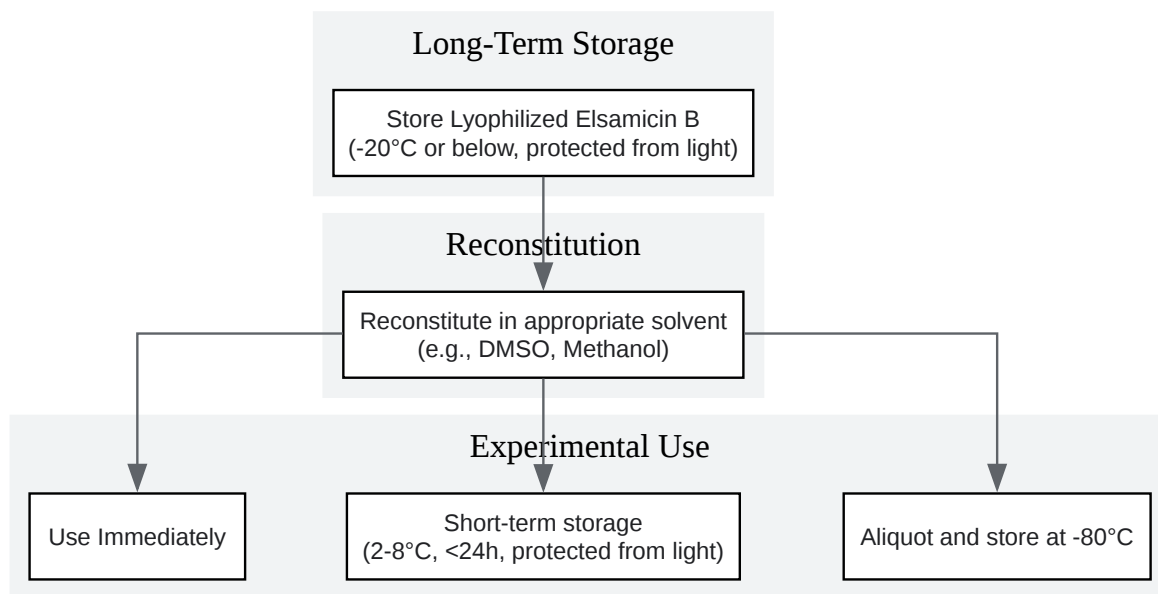 Long-Term Storage
Store Lyophilized Elsamicin B
(-20°C or below, protected from light)
Reconstitution
Reconstitute in appropriate solvent
(e.g., DMSO, Methanol)
Experimental Use
Use Immediately
Short-term storage
(2-8°C, <24h, protected from light)
Aliquot and store at -80°C